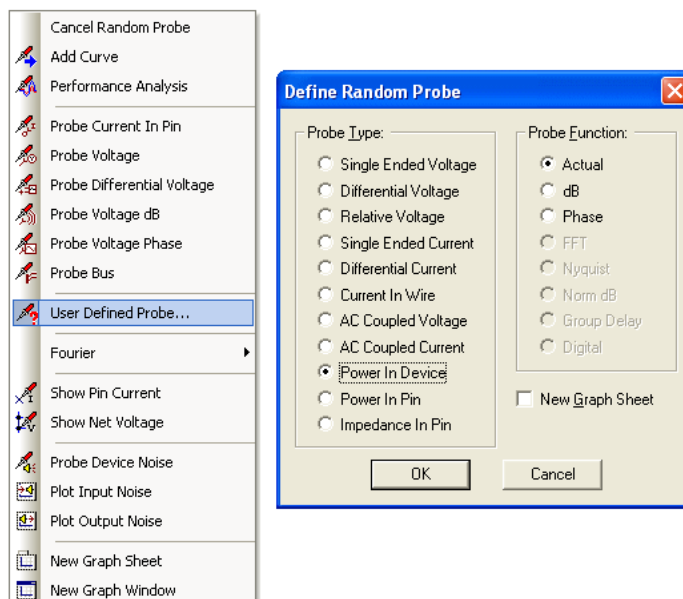 Cancel Random Probe
Add Curve
Performance Analysis
Probe Current In Pin
Probe Voltage
Probe Differential Voltage
Probe Voltage dB
Probe Voltage Phase
Probe Bus
User Defined Probe...
Fourier
Show Pin Current
Show Net Voltage
Probe Device Noise
Plot Input Noise
Plot Output Noise
New Graph Sheet
New Graph Window
Define Random Probe
Probe Type:
Single Ended Voltage
Differential Voltage
Relative Voltage
Single Ended Current
Differential Current
Current In Wire
AC Coupled Voltage
AC Coupled Current
Power In Device
Power In Pin
Impedance In Pin
Probe Function:
Actual
dB
Phase
FFT
Nyquist
Norm dB
Group Delay
Digital
New Graph Sheet
OK
Cancel